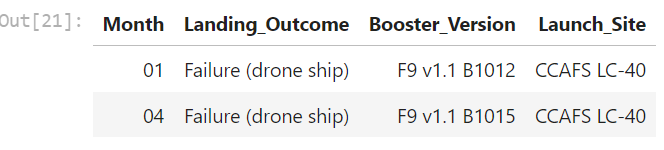 Out[21]:
Month Landing_Outcome Booster_Version Launch_Site
01 Failure (drone ship) F9 v1.1 B1012 CCAFS LC-40
04 Failure (drone ship) F9 v1.1 B1015 CCAFS LC-40